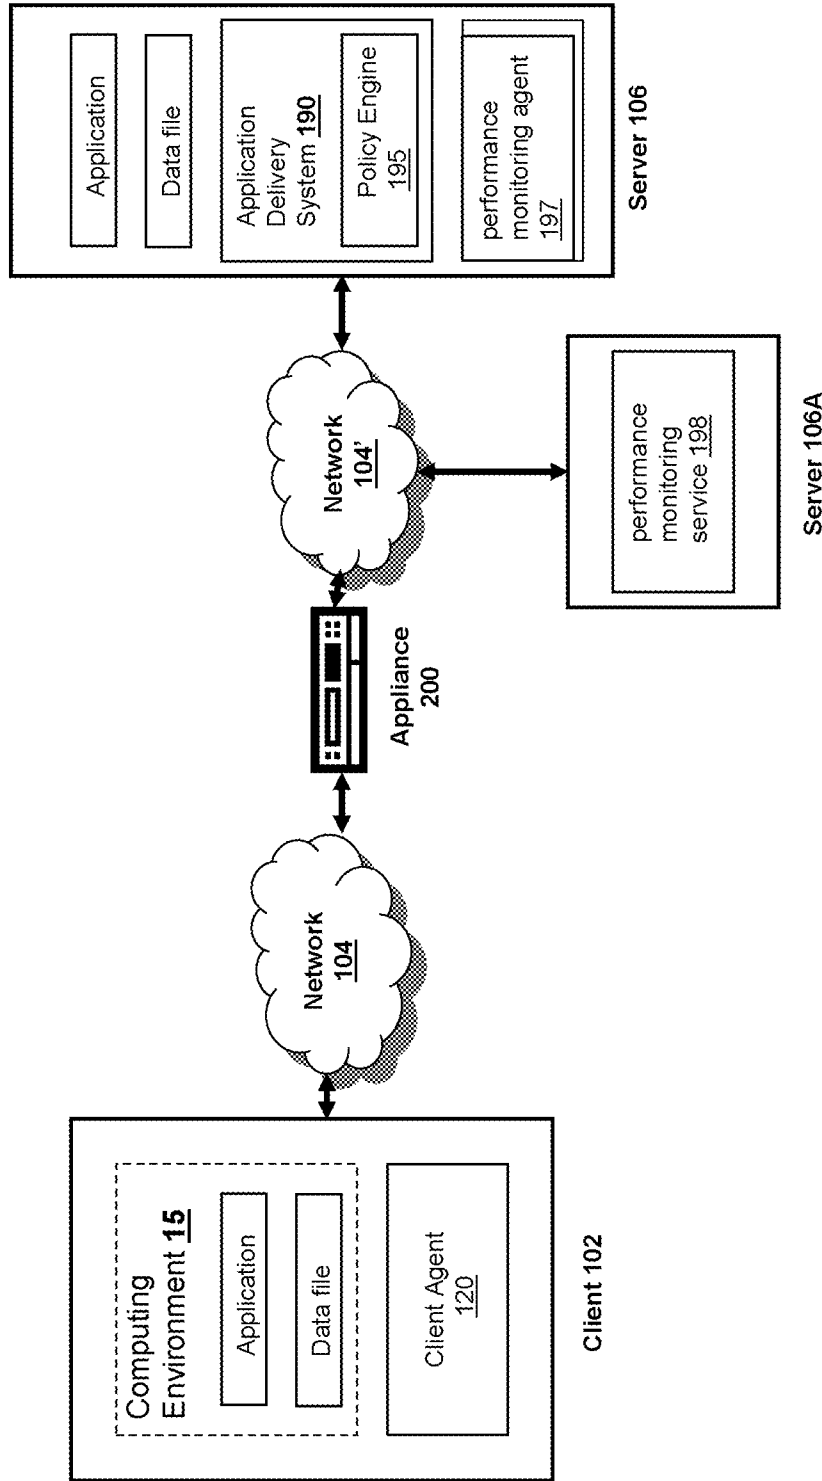 Computing
Environment 15
Application
Data file
Client Agent
120
Client 102
Network
104
Appliance
200
Network
104'
performance
monitoring
service 198
Server 106A
Application
Data file
Application
Delivery
System 190
Policy Engine
195
performance
monitoring agent
197
Server 106